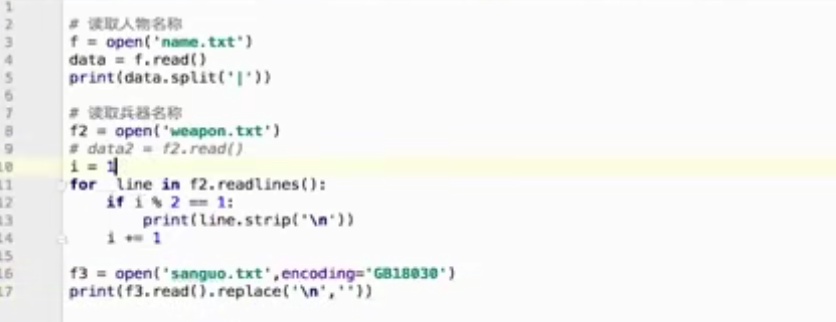 1
2 # 读取人物名称
3 f = open('name.txt')
4 data = f.read()
5 print(data.split('|'))
6
7 # 读取兵器名称
8 f2 = open('weapon.txt')
9 # data2 = f2.read()
10 i = 1
11 for  line in f2.readlines():
12     if i % 2 == 1:
13         print(line.strip('\n'))
14     i += 1
15
16 f3 = open('sanguo.txt',encoding='GB18030')
17 print(f3.read().replace('\n',''))